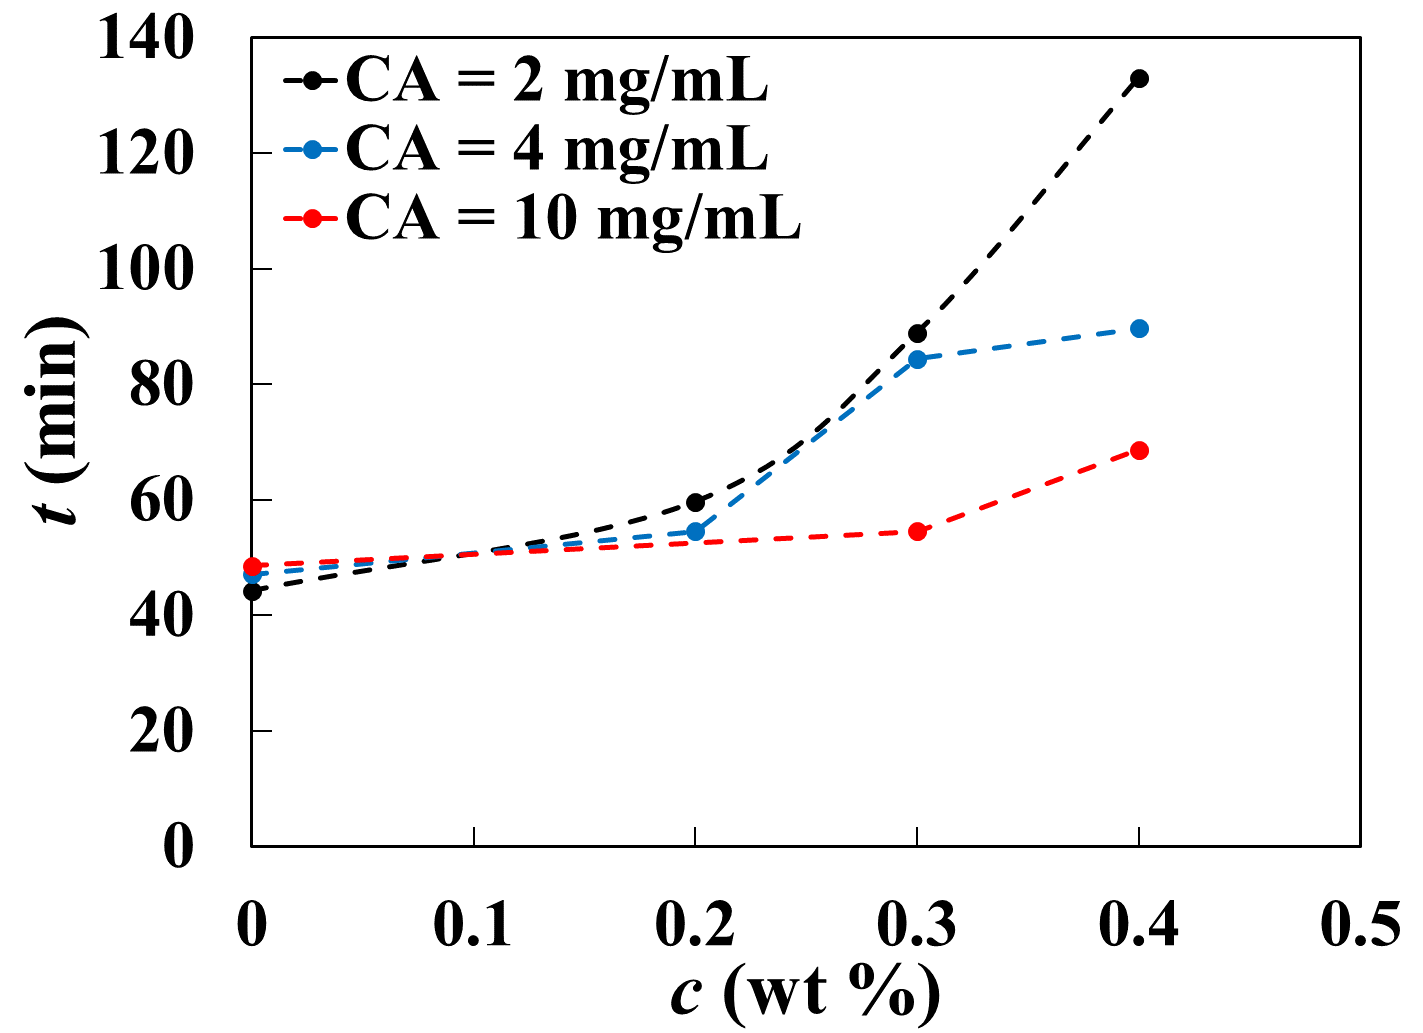 140
120
100
80
60
40
20
0
t (min)
CA = 2 mg/mL
CA = 4 mg/mL
CA = 10 mg/mL
0 0.1 0.2 0.3 0.4 0.5
c (wt %)